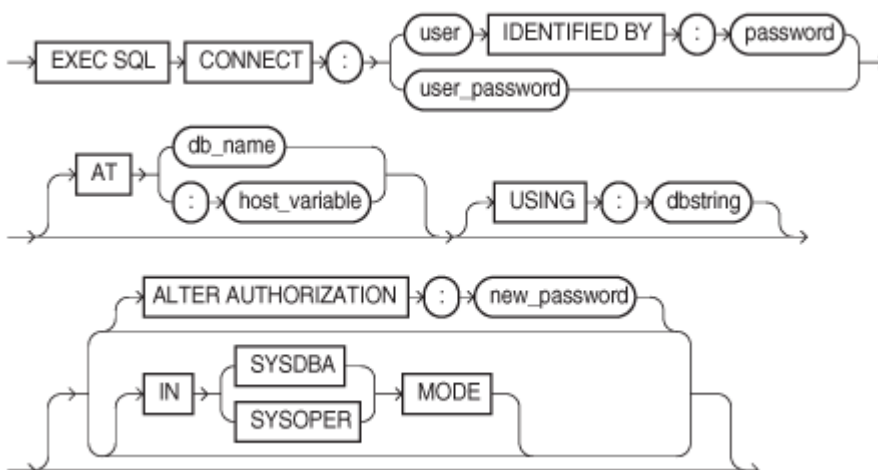 user IDENTIFIED BY : password
EXEC SQL CONNECT :
user_password
db_name
AT
: host_variable
USING : dbstring
ALTER AUTHORIZATION : new_password
SYSDBA
IN MODE
SYSOPER